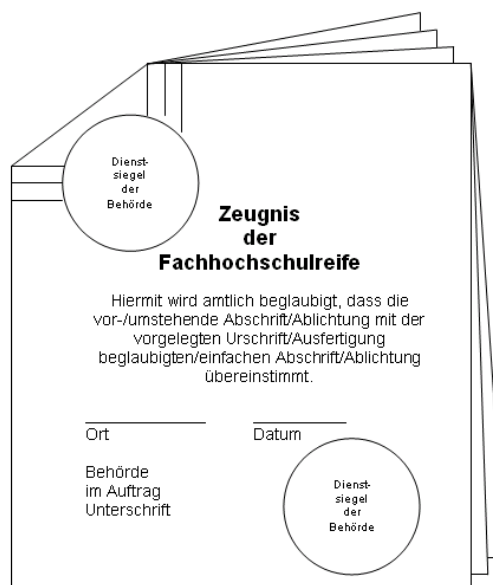 Dienst-
siegel
der
Behörde
Zeugnis
der
Fachhochschulreife
Hiermit wird amtlich beglaubigt, dass die
vor-/umstehende Abschrift/Ablichtung mit der
vorgelegten Urschrift/Ausfertigung
beglaubigten/einfachen Abschrift/Ablichtung
übereinstimmt.
Ort
Datum
Behörde
im Auftrag
Unterschrift
Dienst-
siegel
der
Behörde